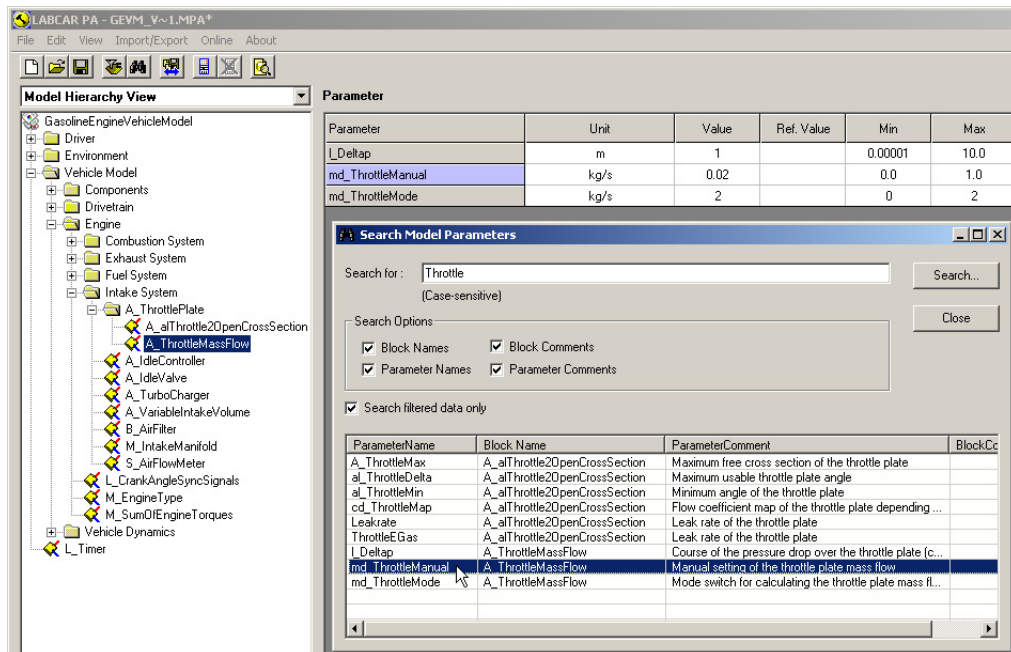 LABCAR PA - GEVM_V~1.MPA*
File Edit View Import/Export Online About
Model Hierarchy View
GasolineEngineVehicleModel
Driver
Environment
Vehicle Model
Components
Drivetrain
Engine
Combustion System
Exhaust System
Fuel System
Intake System
A_ThrottlePlate
A_alThrottle2OpenCrossSection
A_ThrottleMassFlow
A_IdleController
A_IdleValve
A_TurboCharger
A_VariableIntakeVolume
B_AirFilter
M_IntakeManifold
S_AirFlowMeter
L_CrankAngleSyncSignals
M_EngineType
M_SumOfEngineTorques
Vehicle Dynamics
L_Timer
Parameter
Parameter Unit Value Ref. Value Min Max
l_Deltap m 1 0.00001 10.0
md_ThrottleManual kg/s 0.02 0.0 1.0
md_ThrottleMode kg/s 2 0 2
Search Model Parameters
Search for : Throttle Search...
(Case-sensitive)
Close
Search Options
Block Names Block Comments
Parameter Names Parameter Comments
Search filtered data only
ParameterName Block Name ParameterComment BlockCo
A_ThrottleMax A_alThrottle2OpenCrossSection Maximum free cross section of the throttle plate
al_ThrottleDelta A_alThrottle2OpenCrossSection Maximum usable throttle plate angle
al_ThrottleMin A_alThrottle2OpenCrossSection Minimum angle of the throttle plate
cd_ThrottleMap A_alThrottle2OpenCrossSection Flow coefficient map of the throttle plate depending ...
Leakrate A_alThrottle2OpenCrossSection Leak rate of the throttle plate
ThrottleEGas A_alThrottle2OpenCrossSection Leak rate of the throttle plate
l_Deltap A_ThrottleMassFlow Course of the pressure drop over the throttle plate (c...
md_ThrottleManual A_ThrottleMassFlow Manual setting of the throttle plate mass flow
md_ThrottleMode A_ThrottleMassFlow Mode switch for calculating the throttle plate mass fl...